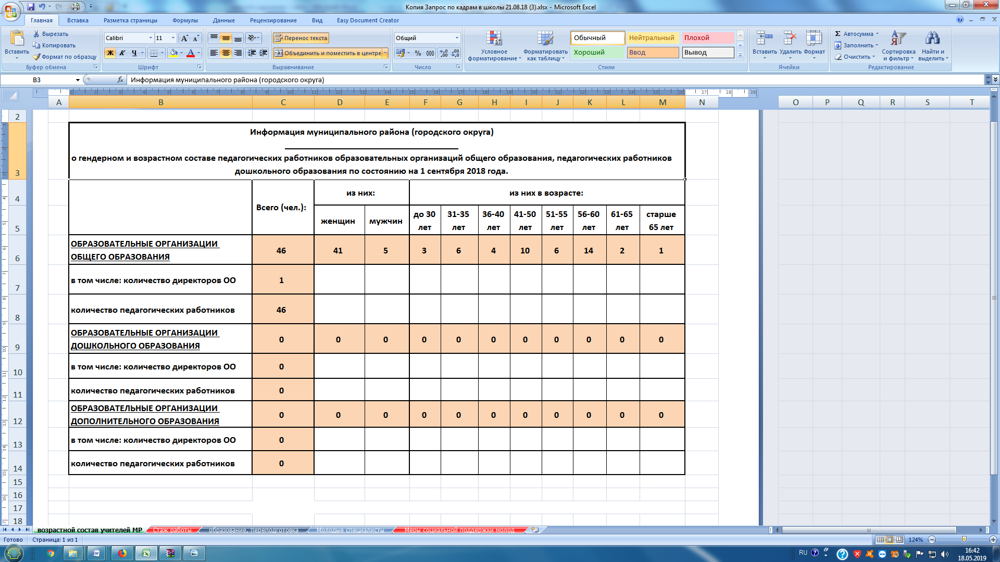 Копия Запрос по кадрам в школы 21.08.18 (3).xlsx - Microsoft Excel
Главная Вставка Разметка страницы Формулы Данные Рецензирование Вид Easy Document Creator
Вставить
Вырезать
Копировать
Формат по образцу
Буфер обмена
Calibri 11
Ж К Ч
Шрифт
Перенос текста
Объединить и поместить в центре
Выравнивание
Общий
% 000
Число
Условное форматирование
Форматировать как таблицу
Обычный Нейтральный Плохой
Хороший Ввод Вывод
Стили
Вставить Удалить Формат
Ячейки
Σ Автосумма
Заполнить
Очистить
Сортировка и фильтр
Найти и выделить
Редактирование
B3 fx Информация муниципального района (городского округа)
A B C D E F G H I J K L M N O P Q R S T
2
Информация муниципального района (городского округа)
о гендерном и возрастном составе педагогических работников образовательных организаций общего образования, педагогических работников
3 дошкольного образования по состоянию на 1 сентября 2018 года.
4 Всего (чел.): из них: из них в возрасте:
5 женщин мужчин до 30 лет 31-35 лет 36-40 лет 41-50 лет 51-55 лет 56-60 лет 61-65 лет старше 65 лет
6 ОБРАЗОВАТЕЛЬНЫЕ ОРГАНИЗАЦИИ ОБЩЕГО ОБРАЗОВАНИЯ 46 41 5 3 6 4 10 6 14 2 1
7 в том числе: количество директоров ОО 1
8 количество педагогических работников 46
9 ОБРАЗОВАТЕЛЬНЫЕ ОРГАНИЗАЦИИ ДОШКОЛЬНОГО ОБРАЗОВАНИЯ 0 0 0 0 0 0 0 0 0 0 0
10 в том числе: количество директоров ОО 0
11 количество педагогических работников 0
12 ОБРАЗОВАТЕЛЬНЫЕ ОРГАНИЗАЦИИ ДОПОЛНИТЕЛЬНОГО ОБРАЗОВАНИЯ 0 0 0 0 0 0 0 0 0 0 0
13 в том числе: количество директоров ОО 0
14 количество педагогических работников 0
15
16
17
18
возрастной состав учителей МР Стаж работы образование, переподготовка Молодые специалисты Меры социальной поддержки молод
Готово Страница: 1 из 1 124%
RU 16:42
18.05.2019